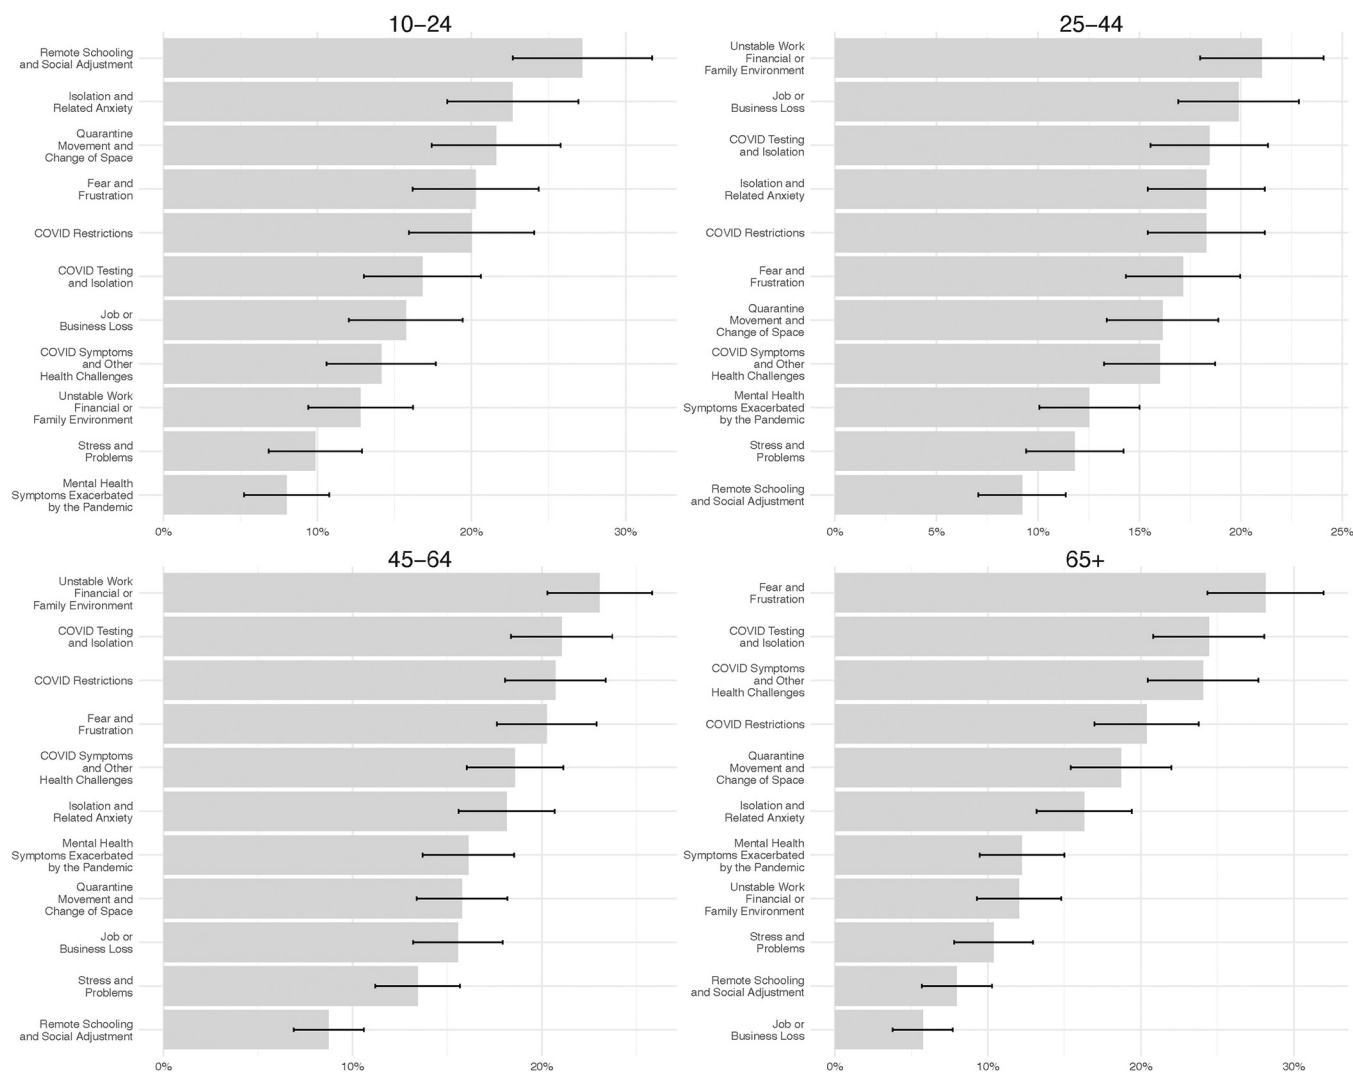 10−24
Remote Schooling
and Social Adjustment
Isolation and
Related Anxiety
Quarantine
Movement and
Change of Space
Fear and
Frustration
COVID Restrictions
COVID Testing
and Isolation
Job or
Business Loss
COVID Symptoms
and Other
Health Challenges
Unstable Work
Financial or
Family Environment
Stress and
Problems
Mental Health
Symptoms Exacerbated
by the Pandemic
0% 10% 20% 30%
25−44
Unstable Work
Financial or
Family Environment
Job or
Business Loss
COVID Testing
and Isolation
Isolation and
Related Anxiety
COVID Restrictions
Fear and
Frustration
Quarantine
Movement and
Change of Space
COVID Symptoms
and Other
Health Challenges
Mental Health
Symptoms Exacerbated
by the Pandemic
Stress and
Problems
Remote Schooling
and Social Adjustment
0% 5% 10% 15% 20% 25%
45−64
Unstable Work
Financial or
Family Environment
COVID Testing
and Isolation
COVID Restrictions
Fear and
Frustration
COVID Symptoms
and Other
Health Challenges
Isolation and
Related Anxiety
Mental Health
Symptoms Exacerbated
by the Pandemic
Quarantine
Movement and
Change of Space
Job or
Business Loss
Stress and
Problems
Remote Schooling
and Social Adjustment
0% 10% 20%
65+
Fear and
Frustration
COVID Testing
and Isolation
COVID Symptoms
and Other
Health Challenges
COVID Restrictions
Quarantine
Movement and
Change of Space
Isolation and
Related Anxiety
Mental Health
Symptoms Exacerbated
by the Pandemic
Unstable Work
Financial or
Family Environment
Stress and
Problems
Remote Schooling
and Social Adjustment
Job or
Business Loss
0% 10% 20% 30%